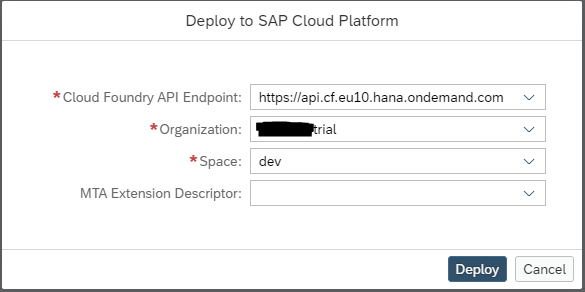 Deploy to SAP Cloud Platform
*Cloud Foundry API Endpoint: https://api.cf.eu10.hana.ondemand.com
*Organization: trial
*Space: dev
MTA Extension Descriptor:
Deploy Cancel